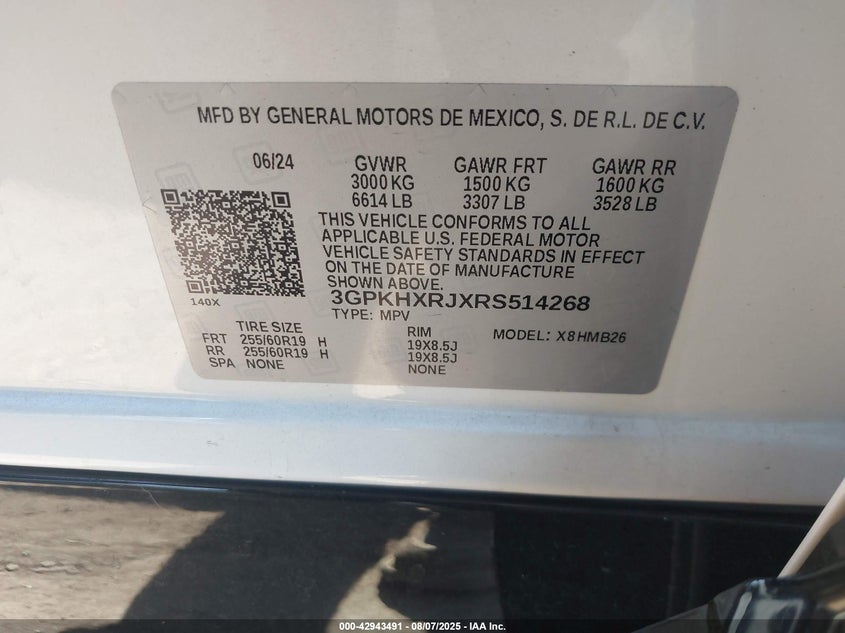 MFD BY GENERAL MOTORS DE MEXICO, S. DE R.L. DE C.V.
06/24 GVWR GAWR FRT GAWR RR
3000 KG 1500 KG 1600 KG
6614 LB 3307 LB 3528 LB
THIS VEHICLE CONFORMS TO ALL
APPLICABLE U.S. FEDERAL MOTOR
VEHICLE SAFETY STANDARDS IN EFFECT
ON THE DATE OF MANUFACTURE
SHOWN ABOVE.
140X
3GPKHXRJXRS514268
TYPE: MPV
TIRE SIZE RIM MODEL: X8HMB26
FRT 255/60R19 H 19X8.5J
RR 255/60R19 H 19X8.5J
SPA NONE NONE
000-42943491 - 08/07/2025 - IAA Inc.